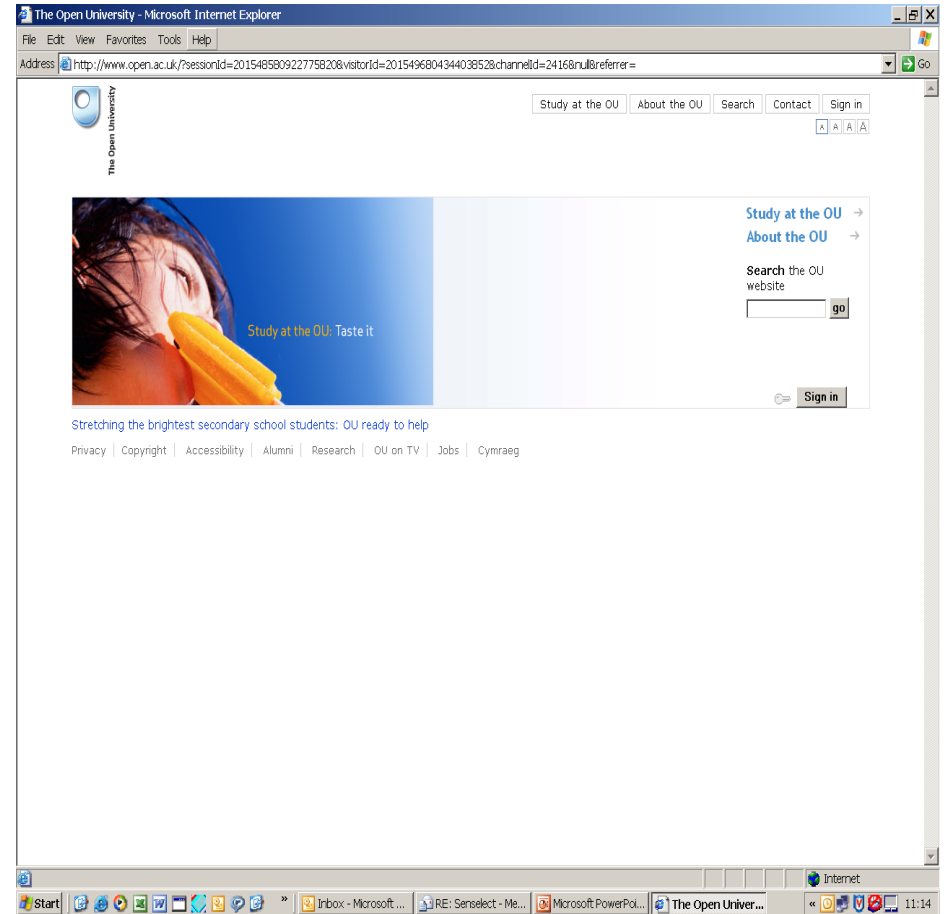 The Open University - Microsoft Internet Explorer
File Edit View Favorites Tools Help
Address http://www.open.ac.uk/?sessionId=201548580922775820&visitorId=201549680434403852&channelId=2416&null&referrer= Go
The Open University
Study at the OU About the OU Search Contact Sign in
A A A A
Study at the OU →
About the OU →
Search the OU
website
go
Study at the OU: Taste it
Sign in
Stretching the brightest secondary school students: OU ready to help
Privacy Copyright Accessibility Alumni Research OU on TV Jobs Cymraeg
Internet
Start » Inbox - Microsoft ... RE: Senselect - Me... Microsoft PowerPoi... The Open Univer... « 11:14